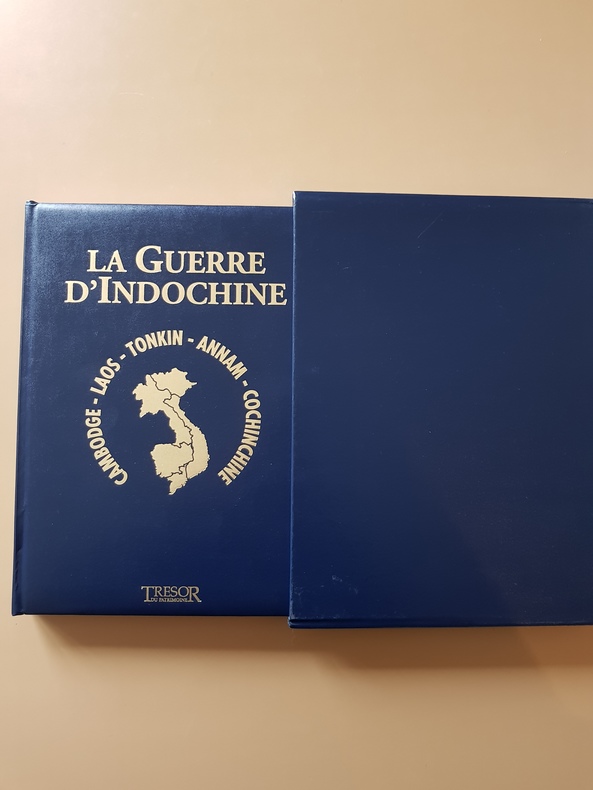 LA GUERRE
D'INDOCHINE
CAMBODGE - LAOS - TONKIN - ANNAM - COCHINCHINE
TRESOR
DU PATRIMOINE